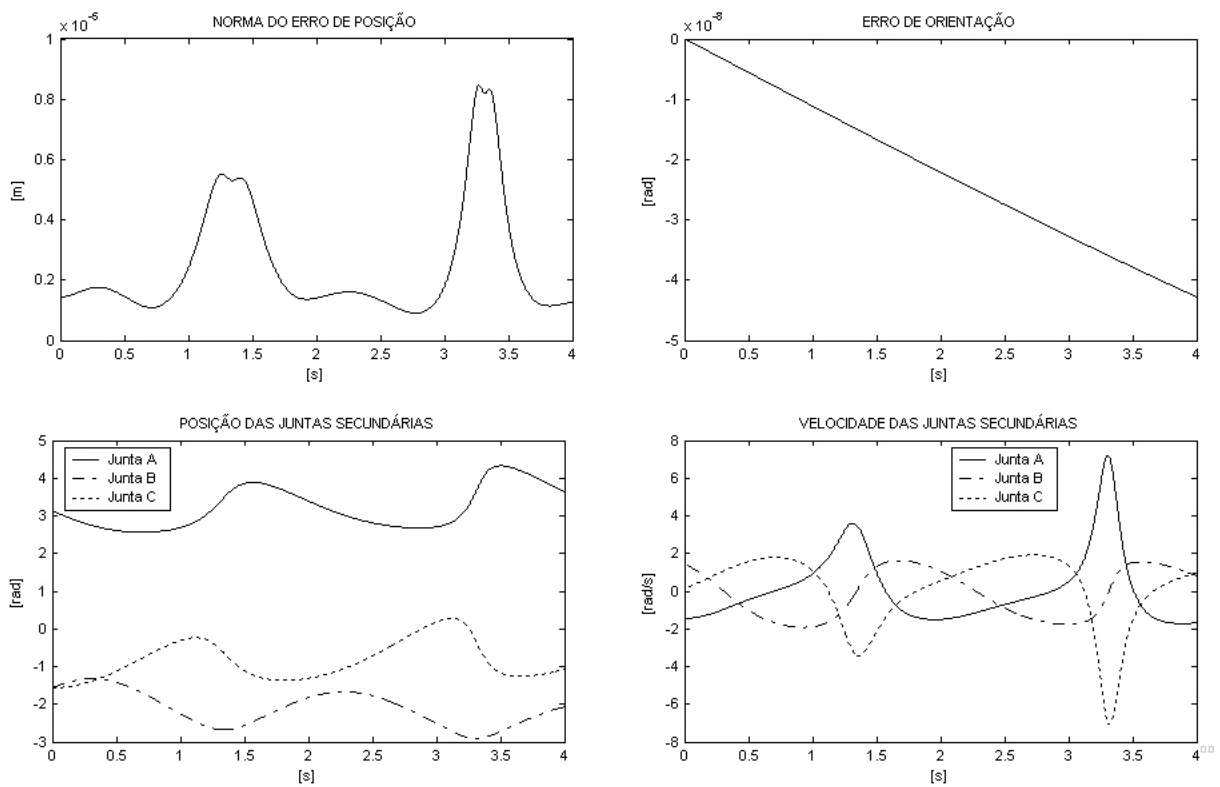 NORMA DO ERRO DE POSIÇÃO
x 10
1
0.8
0.6
0.4
0.2
0
[m]
0 0.5 1 1.5 2 2.5 3 3.5 4
[s]
ERRO DE ORIENTAÇÃO
x 10 -8
0
-1
-2
-3
-4
-5
[rad]
0 0.5 1 1.5 2 2.5 3 3.5 4
[s]
POSIÇÃO DAS JUNTAS SECUNDÁRIAS
Junta A
Junta B
Junta C
5
4
3
2
1
0
-1
-2
-3
[rad]
0 0.5 1 1.5 2 2.5 3 3.5 4
[s]
VELOCIDADE DAS JUNTAS SECUNDÁRIAS
Junta A
Junta B
Junta C
8
6
4
2
0
-2
-4
-6
-8
[rad/s]
0 0.5 1 1.5 2 2.5 3 3.5 4
[s]